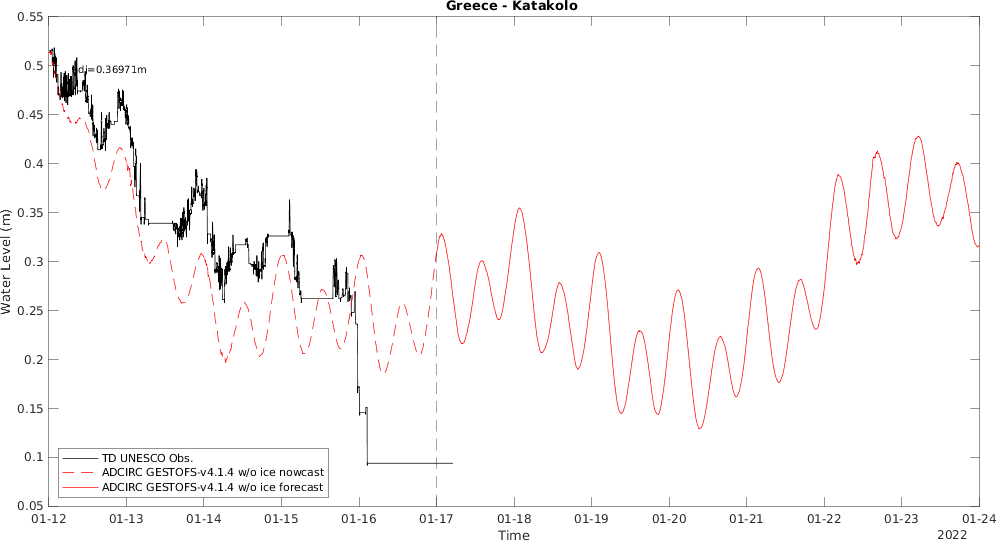 Greece - Katakolo
0.55
0.5
0.45
0.4
0.35
0.3
0.25
0.2
0.15
0.1
0.05
Water Level (m)
=0.36971m
TD UNESCO Obs.
ADCIRC GESTOFS-v4.1.4 w/o ice nowcast
ADCIRC GESTOFS-v4.1.4 w/o ice forecast
01-12 01-13 01-14 01-15 01-16 01-17 01-18 01-19 01-20 01-21 01-22 01-23 01-24
Time
2022